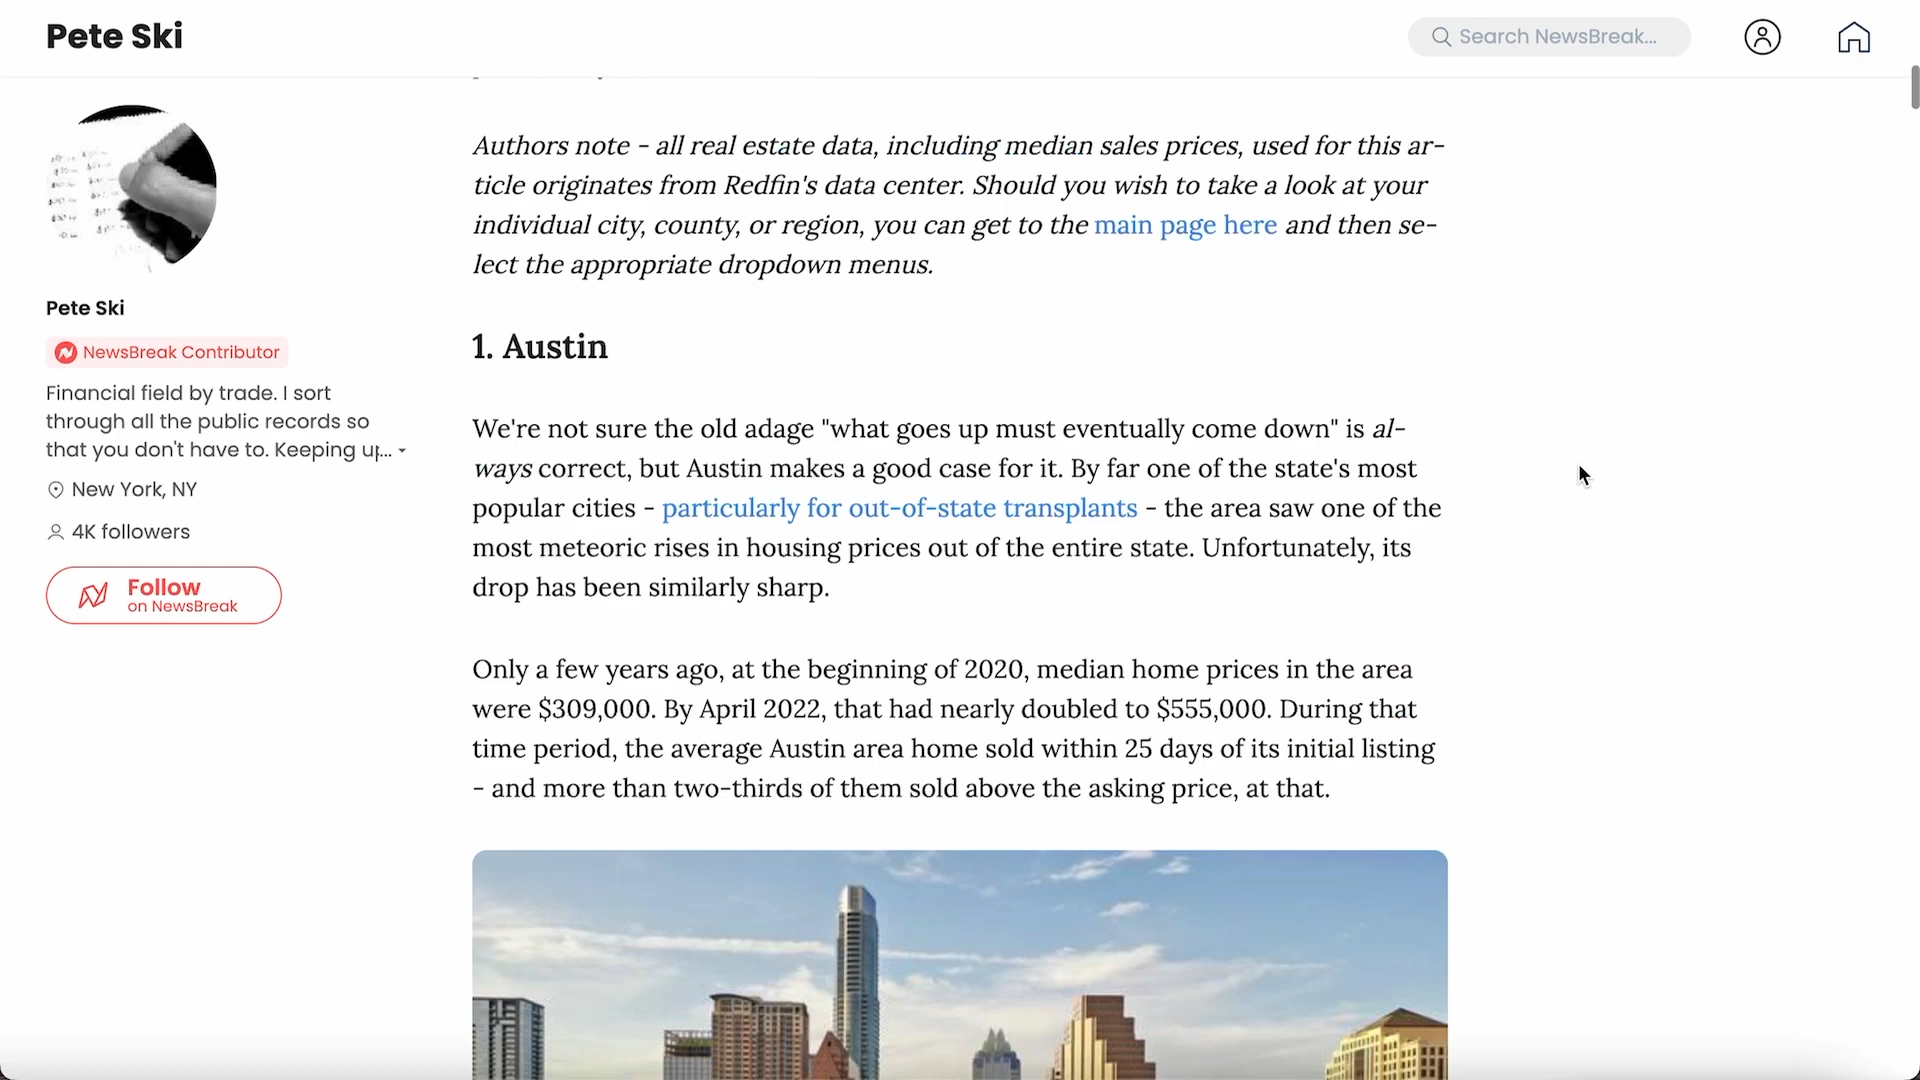 Pete Ski
Search NewsBreak...
Pete Ski
NewsBreak Contributor
Financial field by trade. I sort
through all the public records so
that you don't have to. Keeping up...
New York, NY
4K followers
Follow
on NewsBreak
Authors note - all real estate data, including median sales prices, used for this ar-
ticle originates from Redfin's data center. Should you wish to take a look at your
individual city, county, or region, you can get to the main page here and then se-
lect the appropriate dropdown menus.
1. Austin
We're not sure the old adage "what goes up must eventually come down" is al-
ways correct, but Austin makes a good case for it. By far one of the state's most
popular cities - particularly for out-of-state transplants - the area saw one of the
most meteoric rises in housing prices out of the entire state. Unfortunately, its
drop has been similarly sharp.
Only a few years ago, at the beginning of 2020, median home prices in the area
were $309,000. By April 2022, that had nearly doubled to $555,000. During that
time period, the average Austin area home sold within 25 days of its initial listing
- and more than two-thirds of them sold above the asking price, at that.